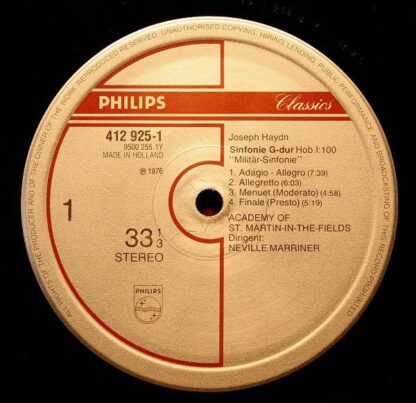 ALL RIGHTS OF THE PRODUCER AND OF THE OWNER OF THE WORK REPRODUCED RESERVED. UNAUTHORISED COPYING, HIRING, LENDING, PUBLIC PERFORMANCE AND BROADCASTING OF THIS RECORD PROHIBITED
PHILIPS
Classics
412 925-1
9500 255.1Y
MADE IN HOLLAND
Ⓟ 1976
1
33 1/3
STEREO
PHILIPS
Joseph Haydn
Sinfonie G-dur Hob.I:100
"Militär-Sinfonie"
1. Adagio - Allegro (7:39)
2. Allegretto (6:03)
3. Menuet (Moderato) (4:58)
4. Finale (Presto) (5:19)
ACADEMY OF
ST. MARTIN-IN-THE-FIELDS
Dirigent:
NEVILLE MARRINER